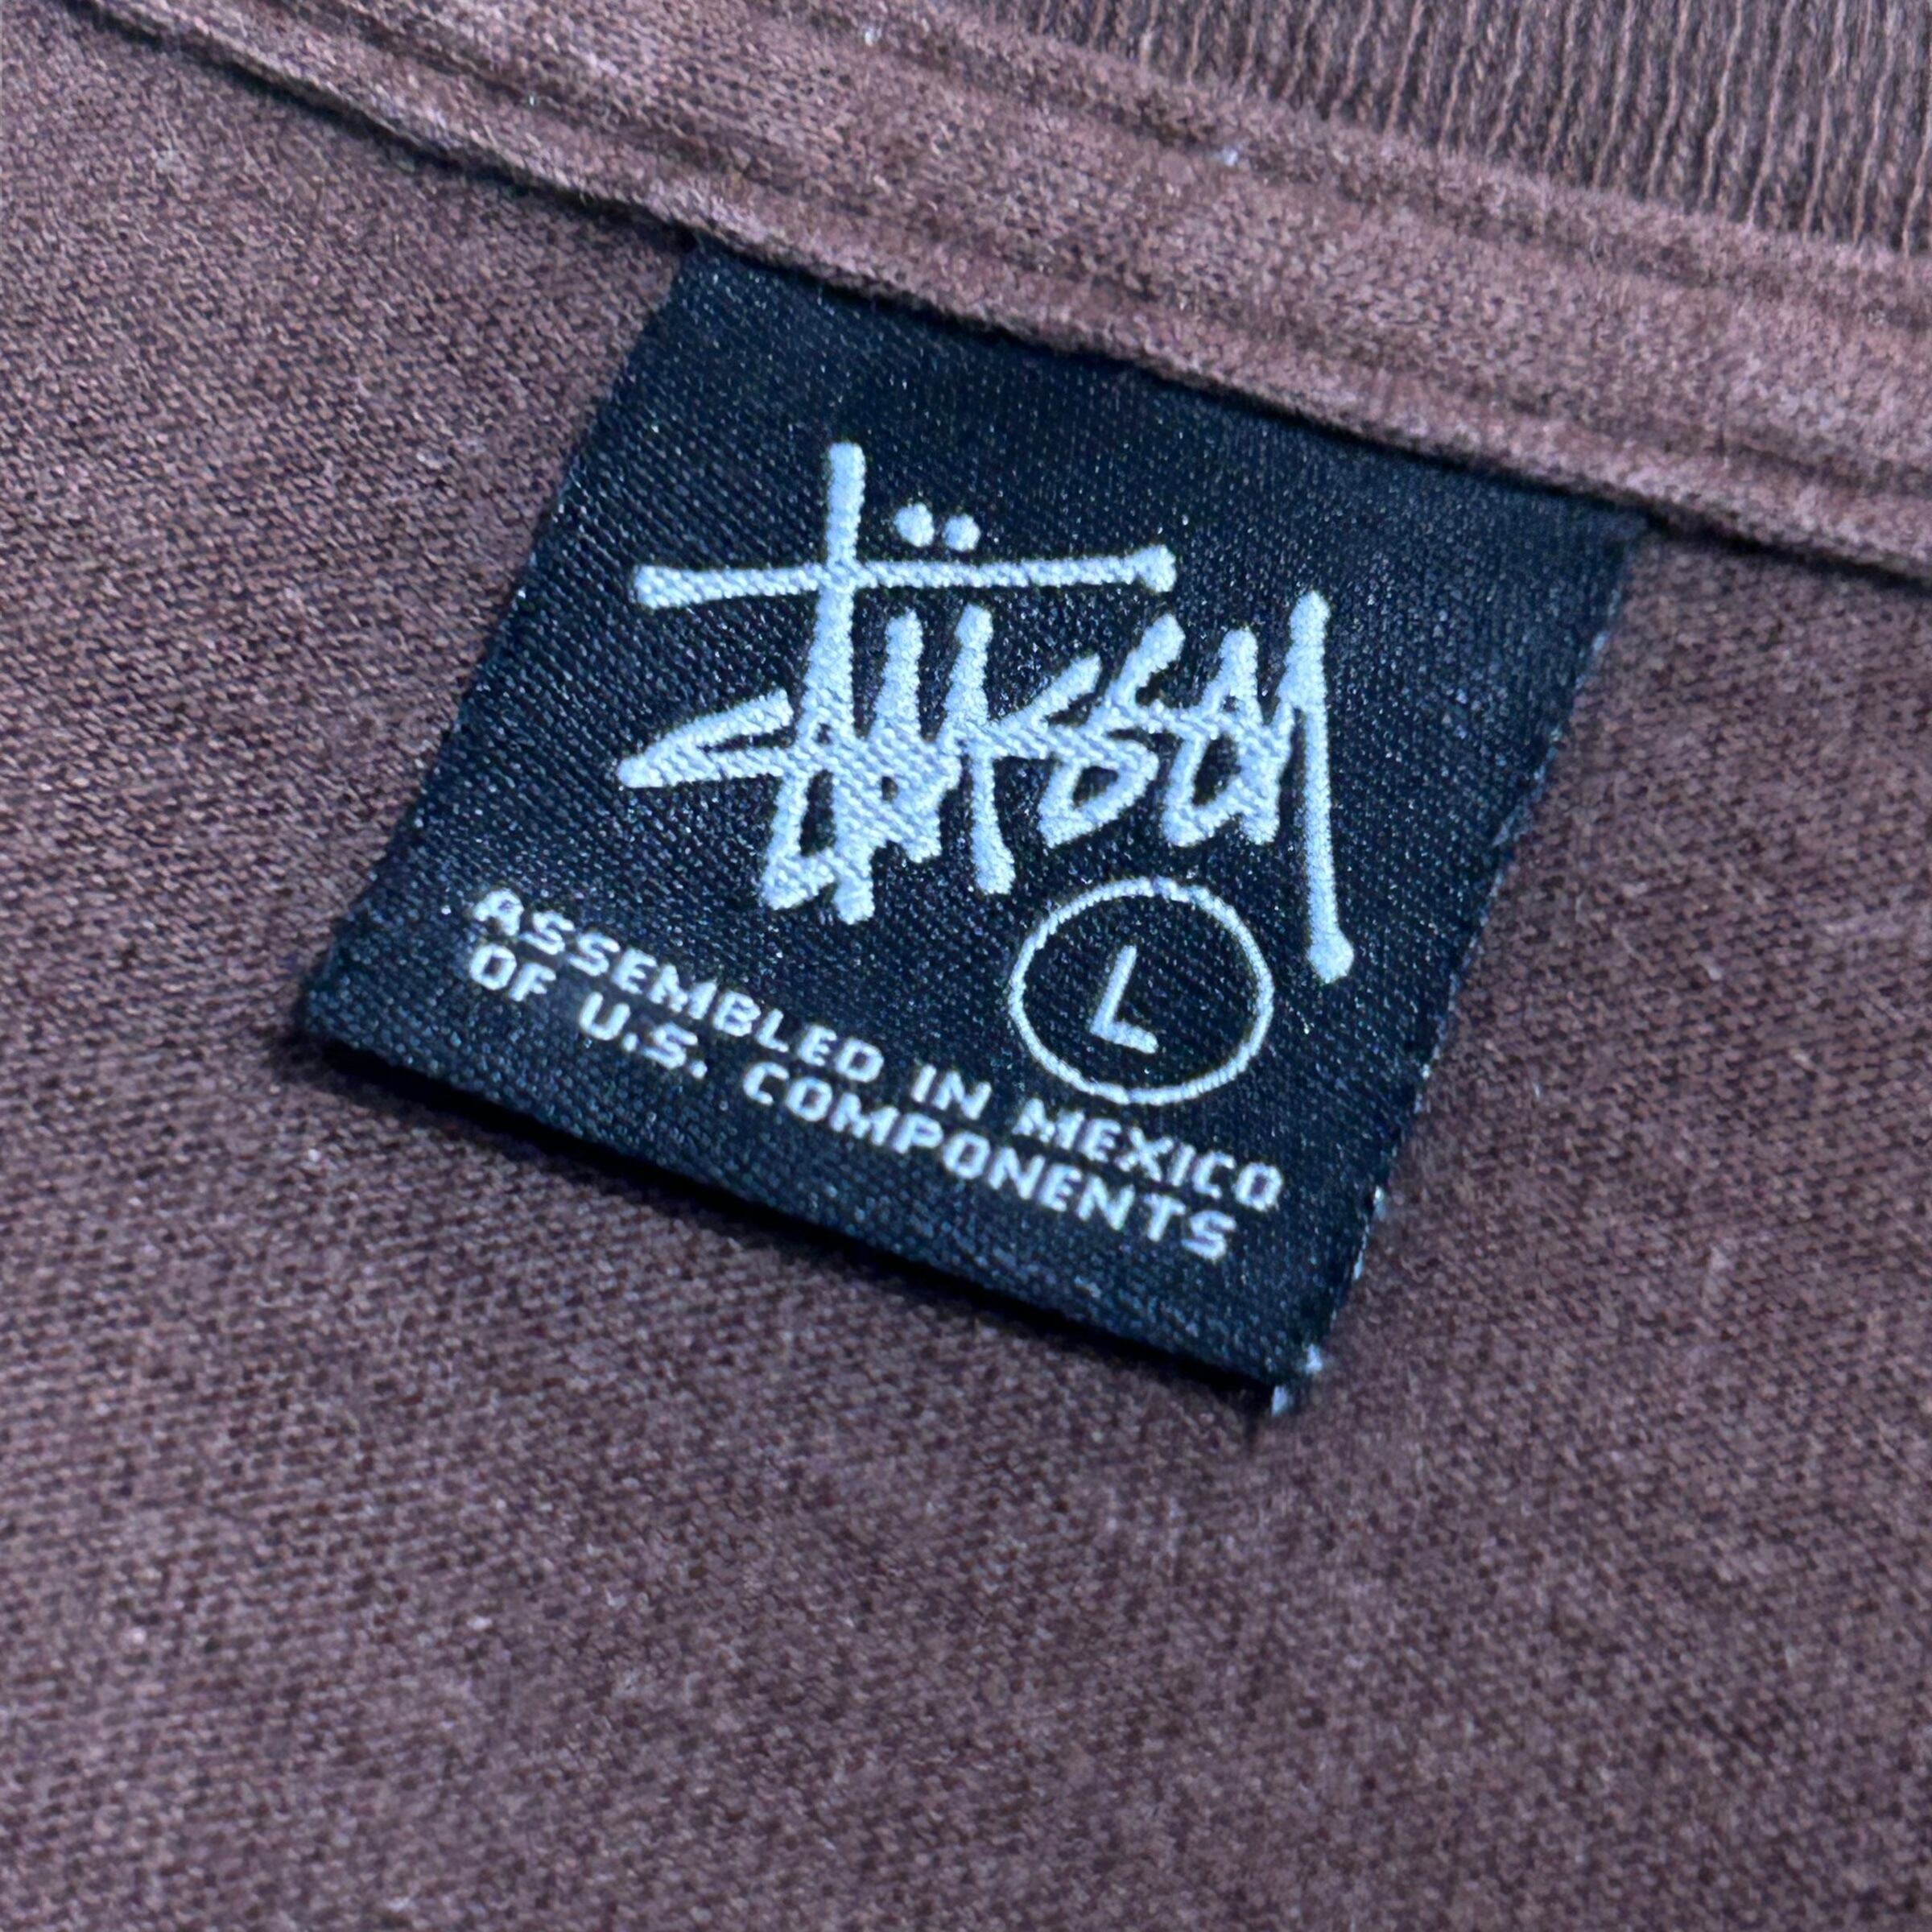 Stüssy
L
ASSEMBLED IN MEXICO
OF U.S. COMPONENTS